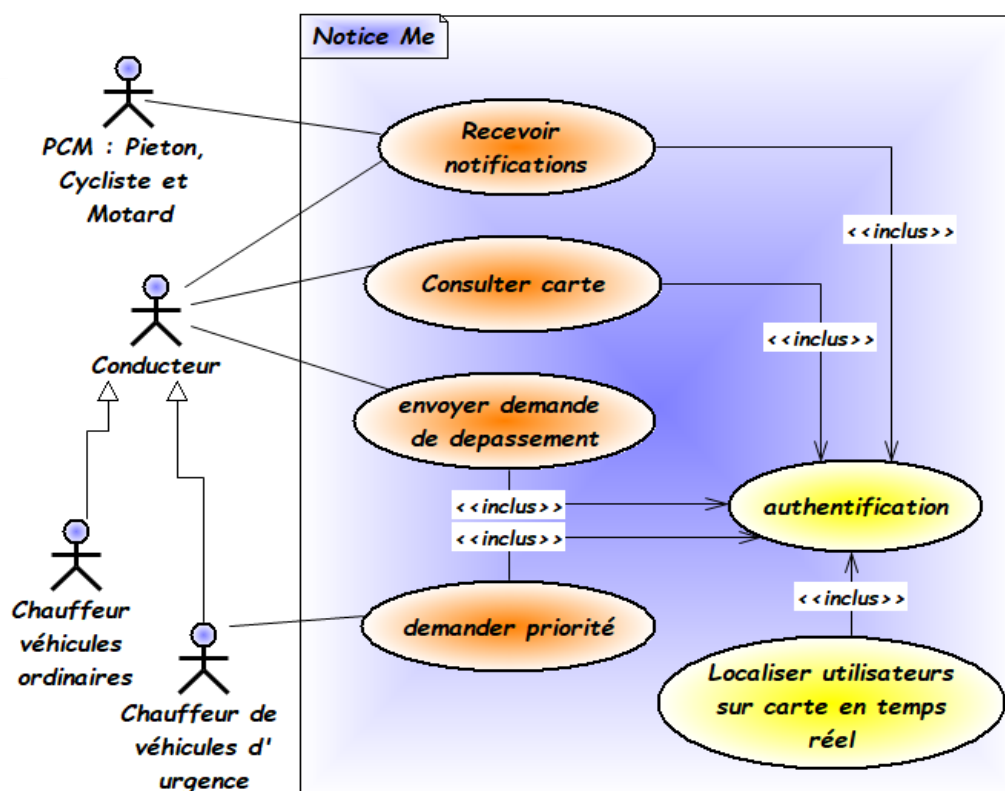 Notice Me
PCM : Pieton,
Cycliste et
Motard
Recevoir
notifications
<<inclus>>
Conducteur
Consulter carte
<<inclus>>
envoyer demande
de depassement
<<inclus>>
<<inclus>>
authentification
Chauffeur
véhicules
ordinaires
demander priorité
<<inclus>>
Chauffeur de
véhicules d'
urgence
Localiser utilisateurs
sur carte en temps
réel